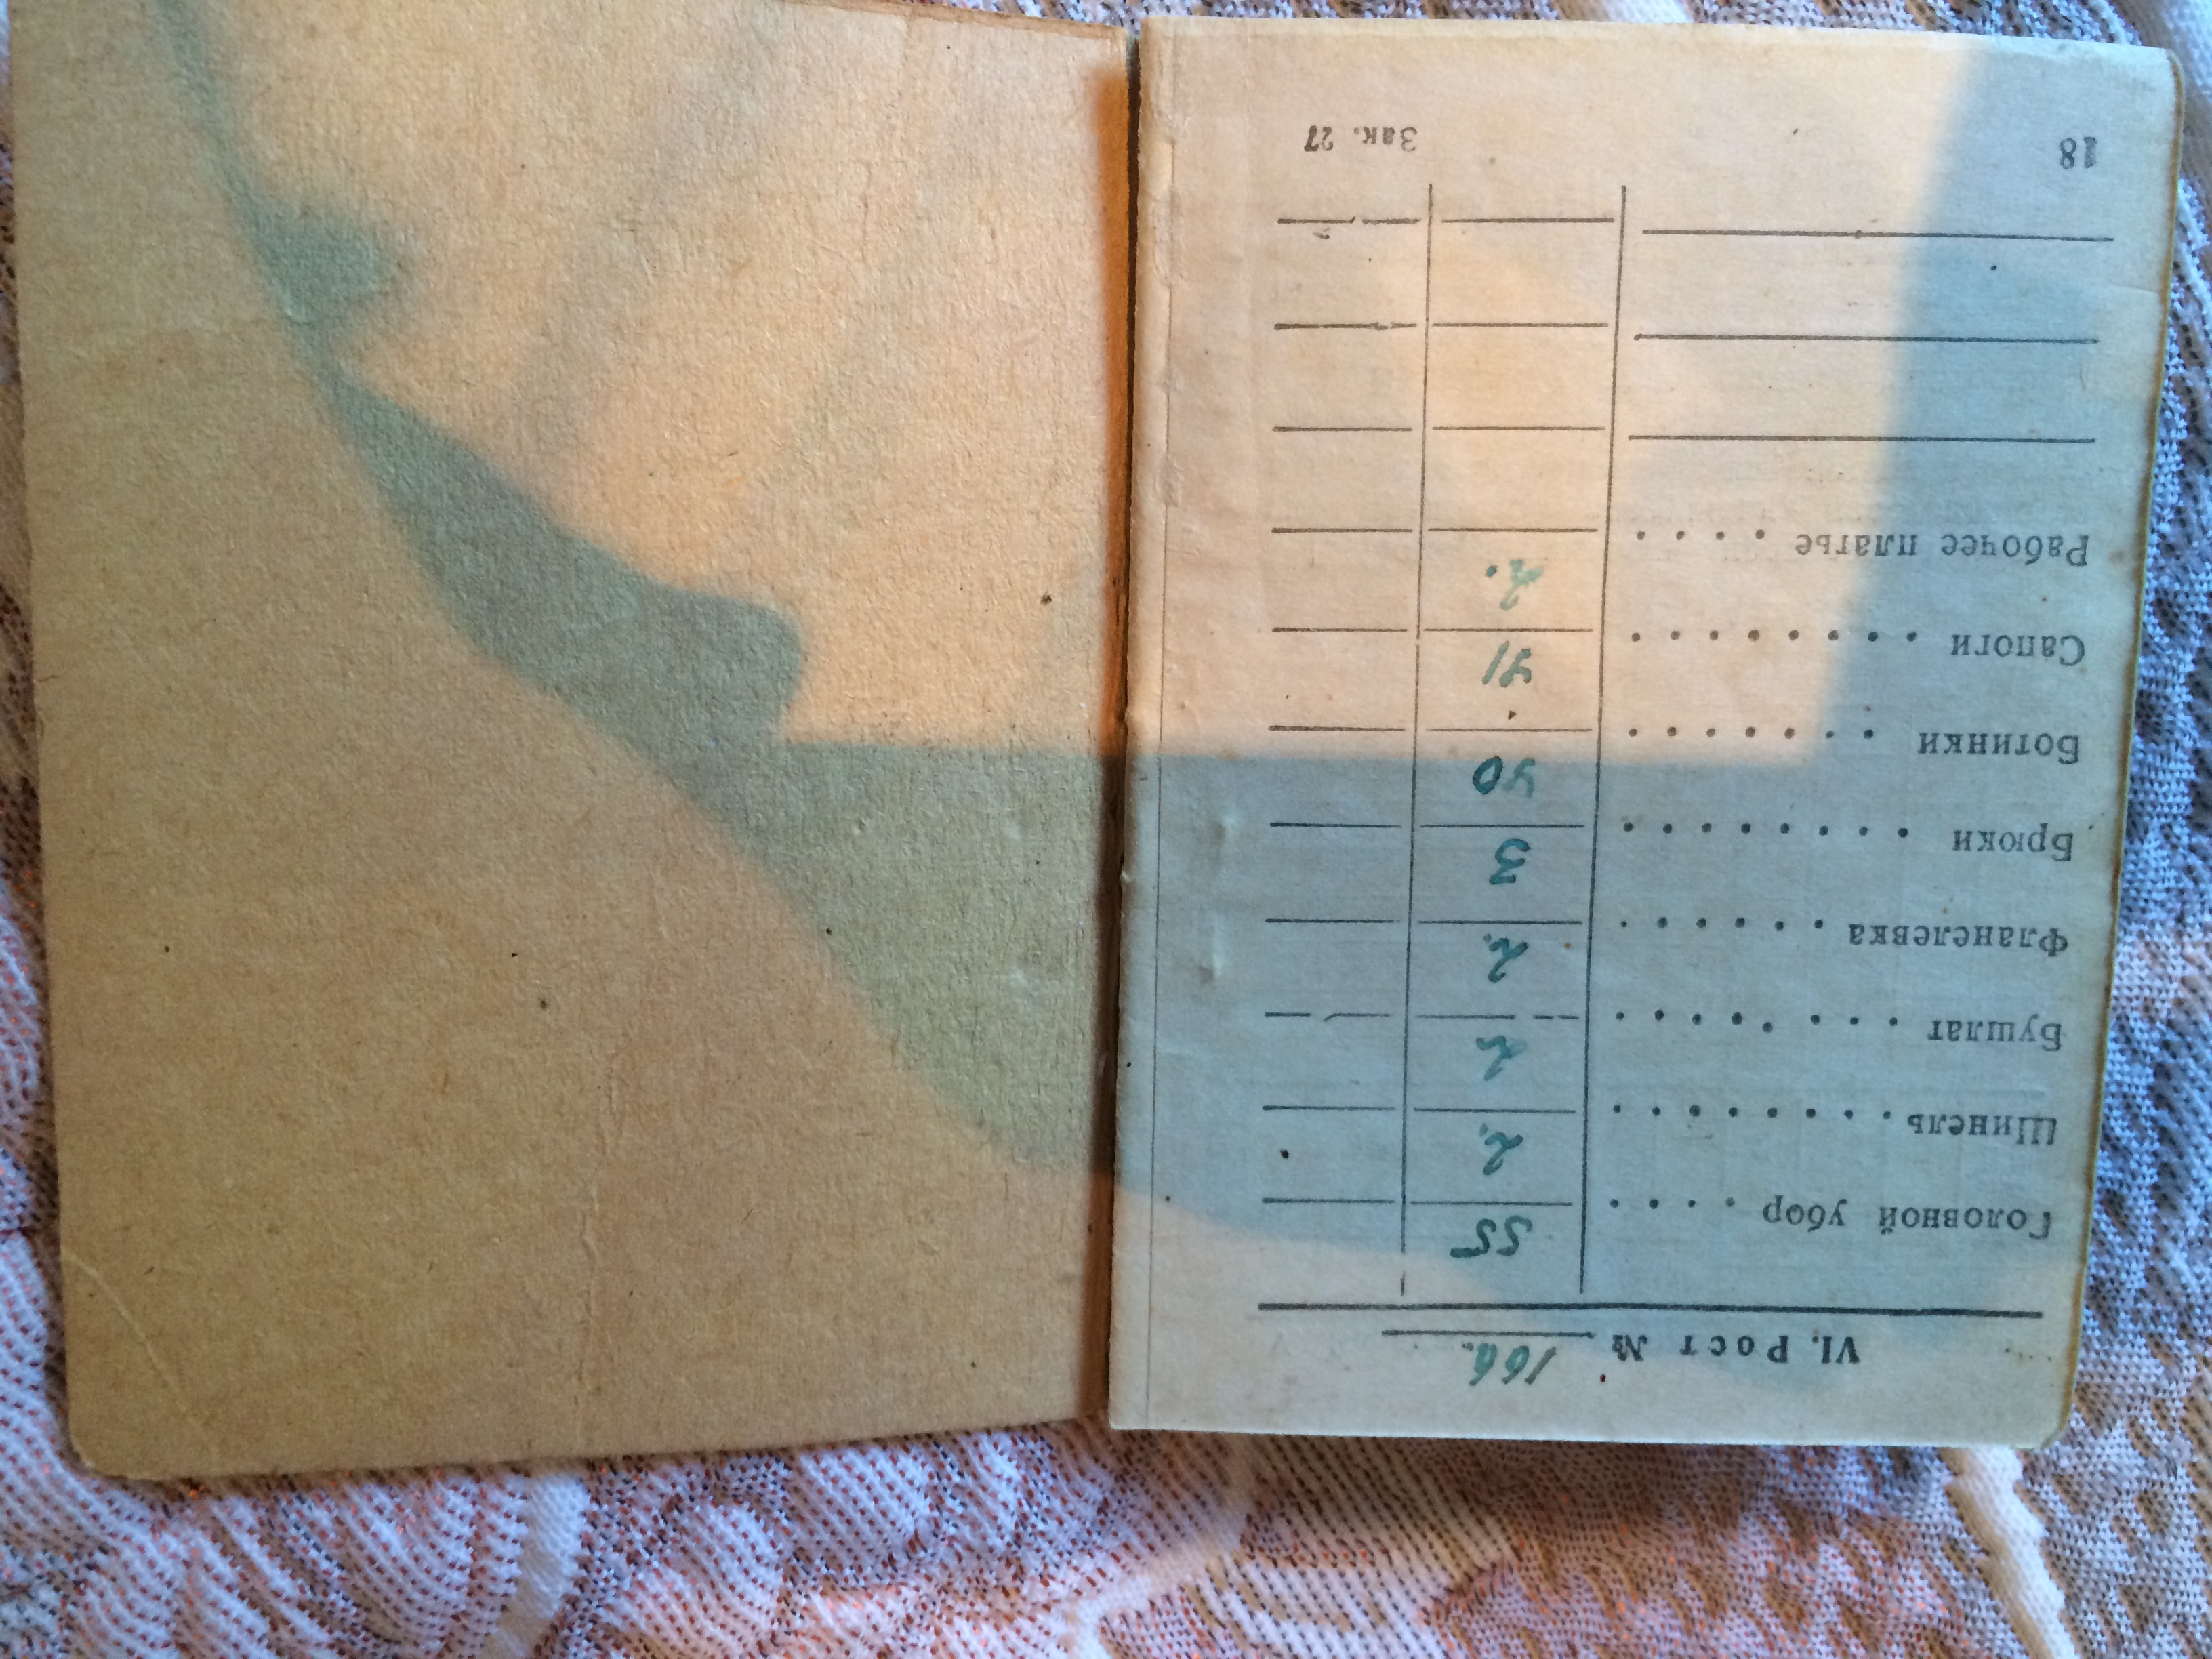 VI. Рост № 166.
Головной убор . . . . 55
Шинель . . . . . . . . 2.
Бушлат . . . . . . . . 2
Фланелевка . . . . . . 2.
Брюки . . . . . . . . 3
Ботинки . . . . . . . 40
Сапоги . . . . . . . . 41
Рабочее платье . . . . 2.
18 Зак. 27